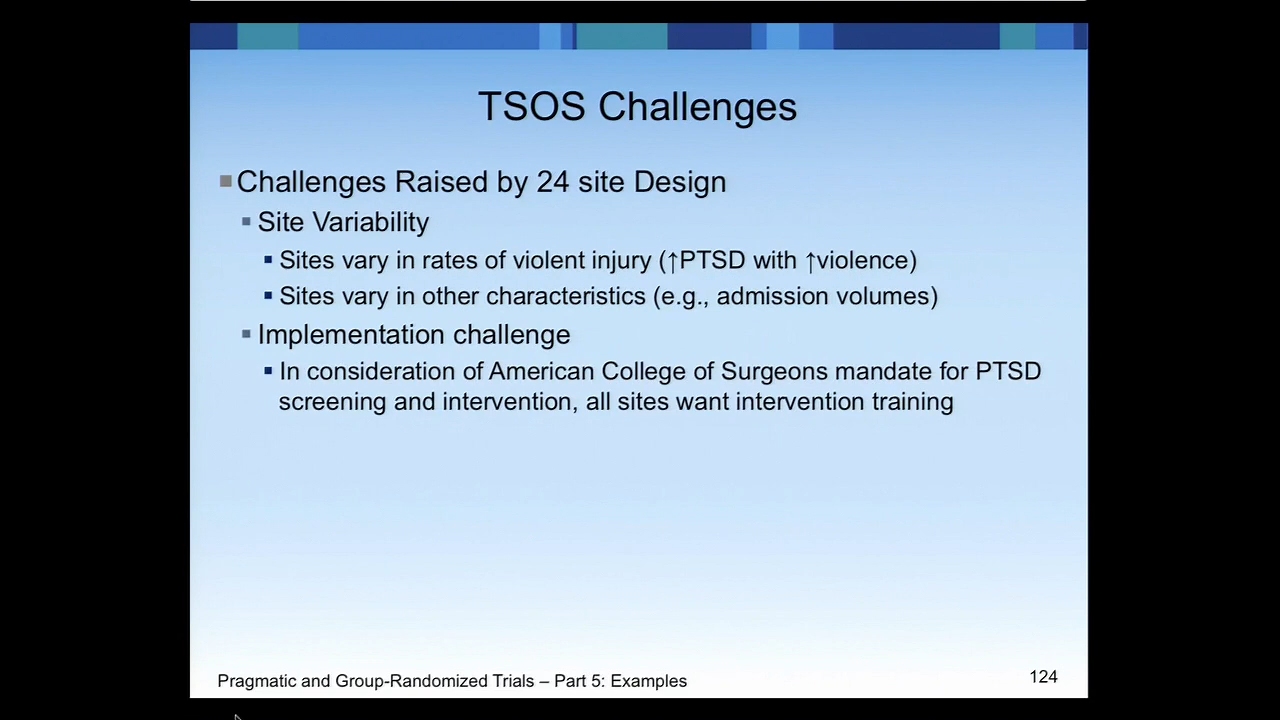 TSOS Challenges
Challenges Raised by 24 site Design
Site Variability
Sites vary in rates of violent injury (↑PTSD with ↑violence)
Sites vary in other characteristics (e.g., admission volumes)
Implementation challenge
In consideration of American College of Surgeons mandate for PTSD
screening and intervention, all sites want intervention training
Pragmatic and Group-Randomized Trials – Part 5: Examples
124